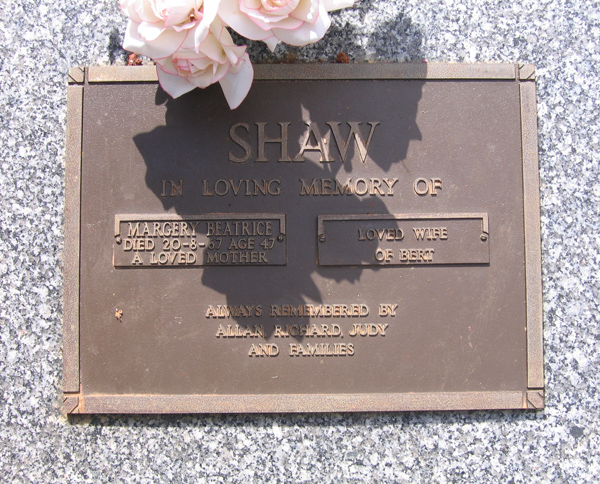 SHAW
IN LOVING MEMORY OF
MARGERY BEATRICE
DIED 20-8-67 AGE 47
A LOVED MOTHER
LOVED WIFE
OF BERT
ALWAYS REMEMBERED BY
ALLAN, RICHARD, JUDY
AND FAMILIES